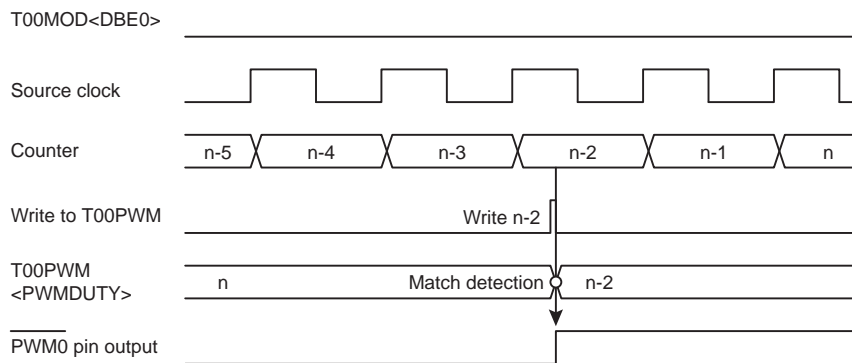 T00MOD<DBE0>
Source clock
Counter n-5 n-4 n-3 n-2 n-1 n
Write to T00PWM Write n-2
T00PWM
<PWMDUTY> n Match detection n-2
PWM0 pin output